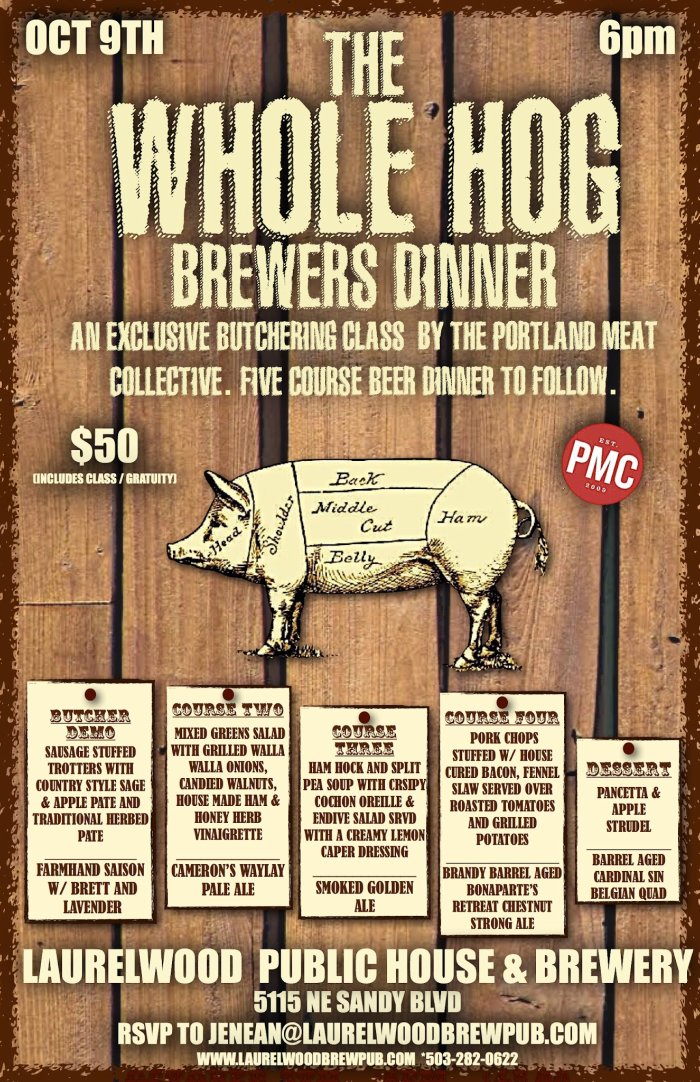 OCT 9TH
6pm
THE
WHOLE HOG
BREWERS DINNER
AN EXCLUSIVE BUTCHERING CLASS BY THE PORTLAND MEAT
COLLECTIVE. FIVE COURSE BEER DINNER TO FOLLOW.
$50
(INCLUDES CLASS / GRATUITY)
EST.
PMC
2009
Head
Shoulder
Back
Middle
Cut
Belly
Ham
BUTCHER
DEMO
SAUSAGE STUFFED
TROTTERS WITH
COUNTRY STYLE SAGE
& APPLE PATE AND
TRADITIONAL HERBED
PATE
FARMHAND SAISON
W/ BRETT AND
LAVENDER
COURSE TWO
MIXED GREENS SALAD
WITH GRILLED WALLA
WALLA ONIONS,
CANDIED WALNUTS,
HOUSE MADE HAM &
HONEY HERB
VINAIGRETTE
CAMERON'S WAYLAY
PALE ALE
COURSE
THREE
HAM HOCK AND SPLIT
PEA SOUP WITH CRSIPY
COCHON OREILLE &
ENDIVE SALAD SRVD
WITH A CREAMY LEMON
CAPER DRESSING
SMOKED GOLDEN
ALE
COURSE FOUR
PORK CHOPS
STUFFED W/ HOUSE
CURED BACON, FENNEL
SLAW SERVED OVER
ROASTED TOMATOES
AND GRILLED
POTATOES
BRANDY BARREL AGED
BONAPARTE'S
RETREAT CHESTNUT
STRONG ALE
DESSERT
PANCETTA &
APPLE
STRUDEL
BARREL AGED
CARDINAL SIN
BELGIAN QUAD
LAURELWOOD PUBLIC HOUSE & BREWERY
5115 NE SANDY BLVD
RSVP TO JENEAN@LAURELWOODBREWPUB.COM
WWW.LAURELWOODBREWPUB.COM *503-282-0622